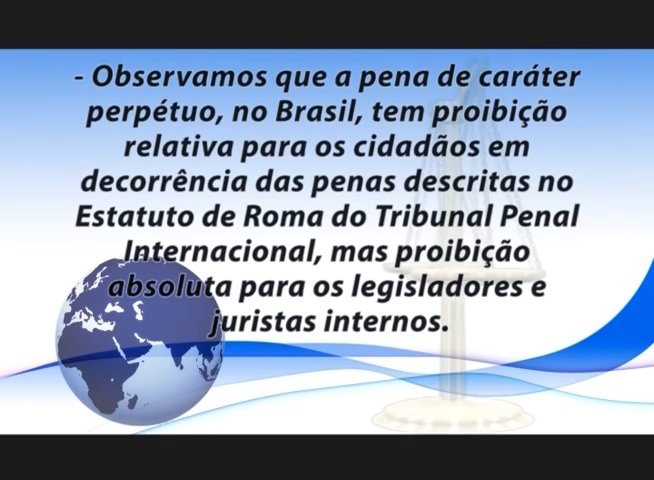 - Observamos que a pena de caráter
perpétuo, no Brasil, tem proibição
relativa para os cidadãos em
decorrência das penas descritas no
Estatuto de Roma do Tribunal Penal
Internacional, mas proibição
absoluta para os legisladores e
juristas internos.